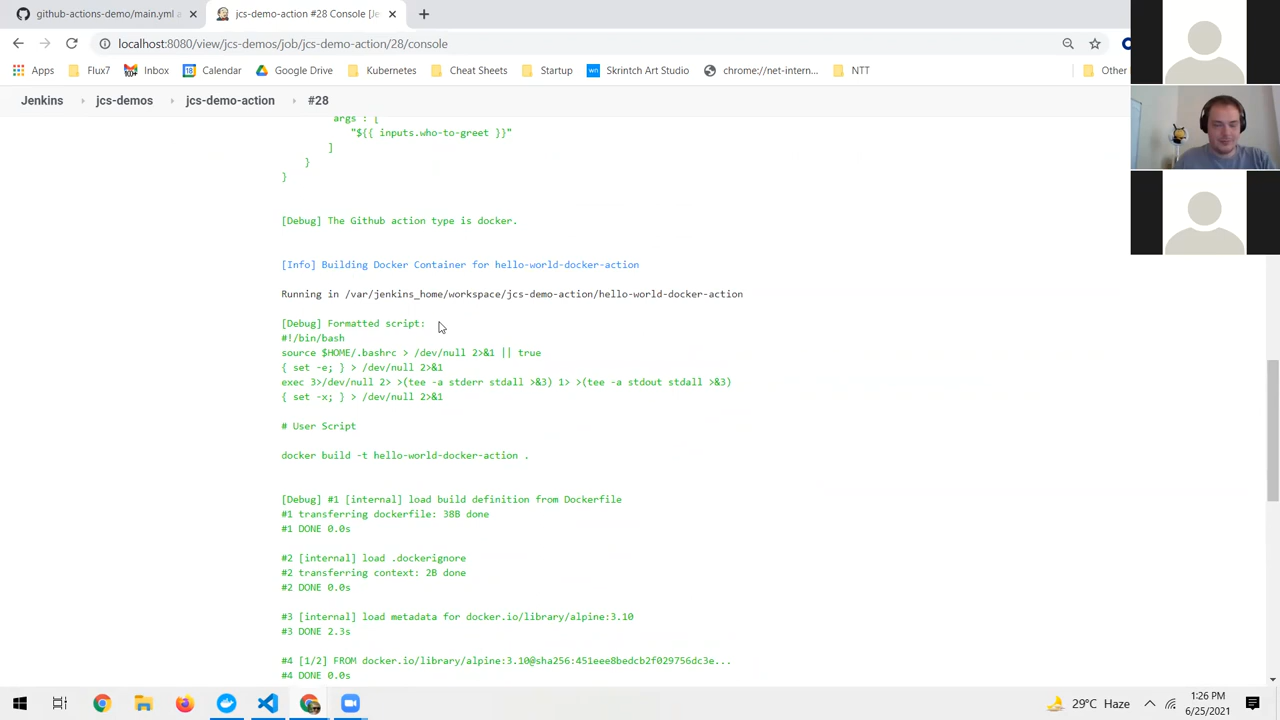 github-actions-demo/main.yml a
jcs-demo-action #28 Console [Je
localhost:8080/view/jcs-demos/job/jcs-demo-action/28/console
Apps
Flux7
Inbox
Calendar
Google Drive
Kubernetes
Cheat Sheets
Startup
wn
Skrintch Art Studio
chrome://net-intern...
NTT
Other
Jenkins
jcs-demos
jcs-demo-action
#28
args : [
"${{ inputs.who-to-greet }}"
]
}
}
[Debug] The Github action type is docker.
[Info] Building Docker Container for hello-world-docker-action
Running in /var/jenkins_home/workspace/jcs-demo-action/hello-world-docker-action
[Debug] Formatted script:
#!/bin/bash
source $HOME/.bashrc > /dev/null 2>&1 || true
{ set -e; } > /dev/null 2>&1
exec 3>/dev/null 2> >(tee -a stderr stdall >&3) 1> >(tee -a stdout stdall >&3)
{ set -x; } > /dev/null 2>&1
# User Script
docker build -t hello-world-docker-action .
[Debug] #1 [internal] load build definition from Dockerfile
#1 transferring dockerfile: 38B done
#1 DONE 0.0s
#2 [internal] load .dockerignore
#2 transferring context: 2B done
#2 DONE 0.0s
#3 [internal] load metadata for docker.io/library/alpine:3.10
#3 DONE 2.3s
#4 [1/2] FROM docker.io/library/alpine:3.10@sha256:451eee8bedcb2f029756dc3e...
#4 DONE 0.0s
29°C Haze
1:26 PM
6/25/2021